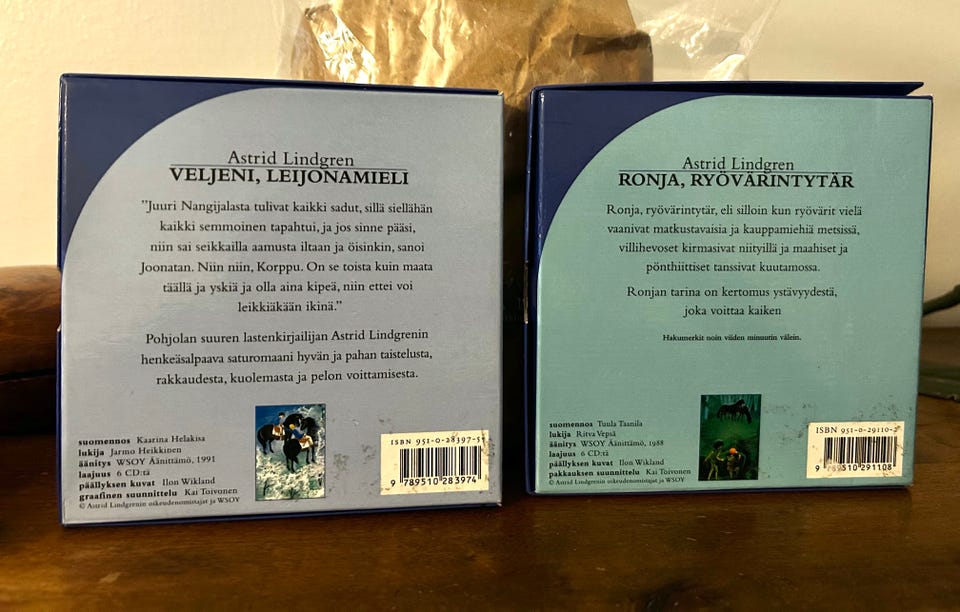 Astrid Lindgren
VELJENI, LEIJONAMIELI
”Juuri Nangijalasta tulivat kaikki sadut, sillä siellähän
kaikki semmoinen tapahtui, ja jos sinne pääsi,
niin sai seikkailla aamusta iltaan ja öisinkin, sanoi
Joonatan. Niin niin, Korppu. On se toista kuin maata
täällä ja yskiä ja olla aina kipeä, niin ettei voi
leikkiäkään ikinä.”
Pohjolan suuren lastenkirjailijan Astrid Lindgrenin
henkeäsalpaava saturomaani hyvän ja pahan taistelusta,
rakkaudesta, kuolemasta ja pelon voittamisesta.
suomennos Kaarina Helakisa
lukija Jarmo Heikkinen
äänitys WSOY Äänittämö, 1991
laajuus 6 CD:tä
päällyksen kuvat Ilon Wikland
graafinen suunnittelu Kai Toivonen
© Astrid Lindgrenin oikeudenomistajat ja WSOY
ISBN 951-0-28397-5
9 789510 283974
Astrid Lindgren
RONJA, RYÖVÄRINTYTÄR
Ronja, ryövärintytär, eli silloin kun ryövärit vielä
vaanivat matkustavaisia ja kauppamiehiä metsissä,
villihevoset kirmasivat niityillä ja maahiset ja
pönthiittiset tanssivat kuutamossa.
Ronjan tarina on kertomus ystävyydestä,
joka voittaa kaiken
Hakumerkit noin viiden minuutin välein.
suomennos Tuula Taanila
lukija Ritva Vepsä
äänitys WSOY Äänittämö, 1988
laajuus 6 CD:tä
päällyksen kuvat Ilon Wikland
pakkauksen suunnittelu Kai Toivonen
© Astrid Lindgrenin oikeudenomistajat ja WSOY
ISBN 951-0-29110-2
9 789510 291108